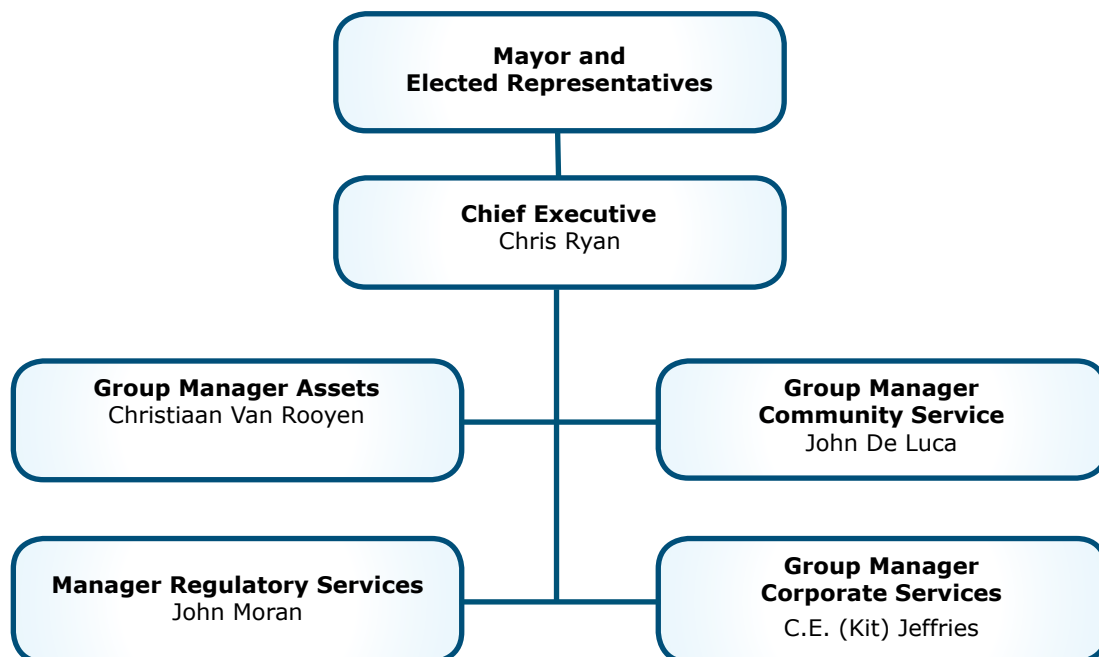 Mayor and
Elected Representatives
Chief Executive
Chris Ryan
Group Manager Assets
Christiaan Van Rooyen
Group Manager
Community Service
John De Luca
Manager Regulatory Services
John Moran
Group Manager
Corporate Services
C.E. (Kit) Jeffries